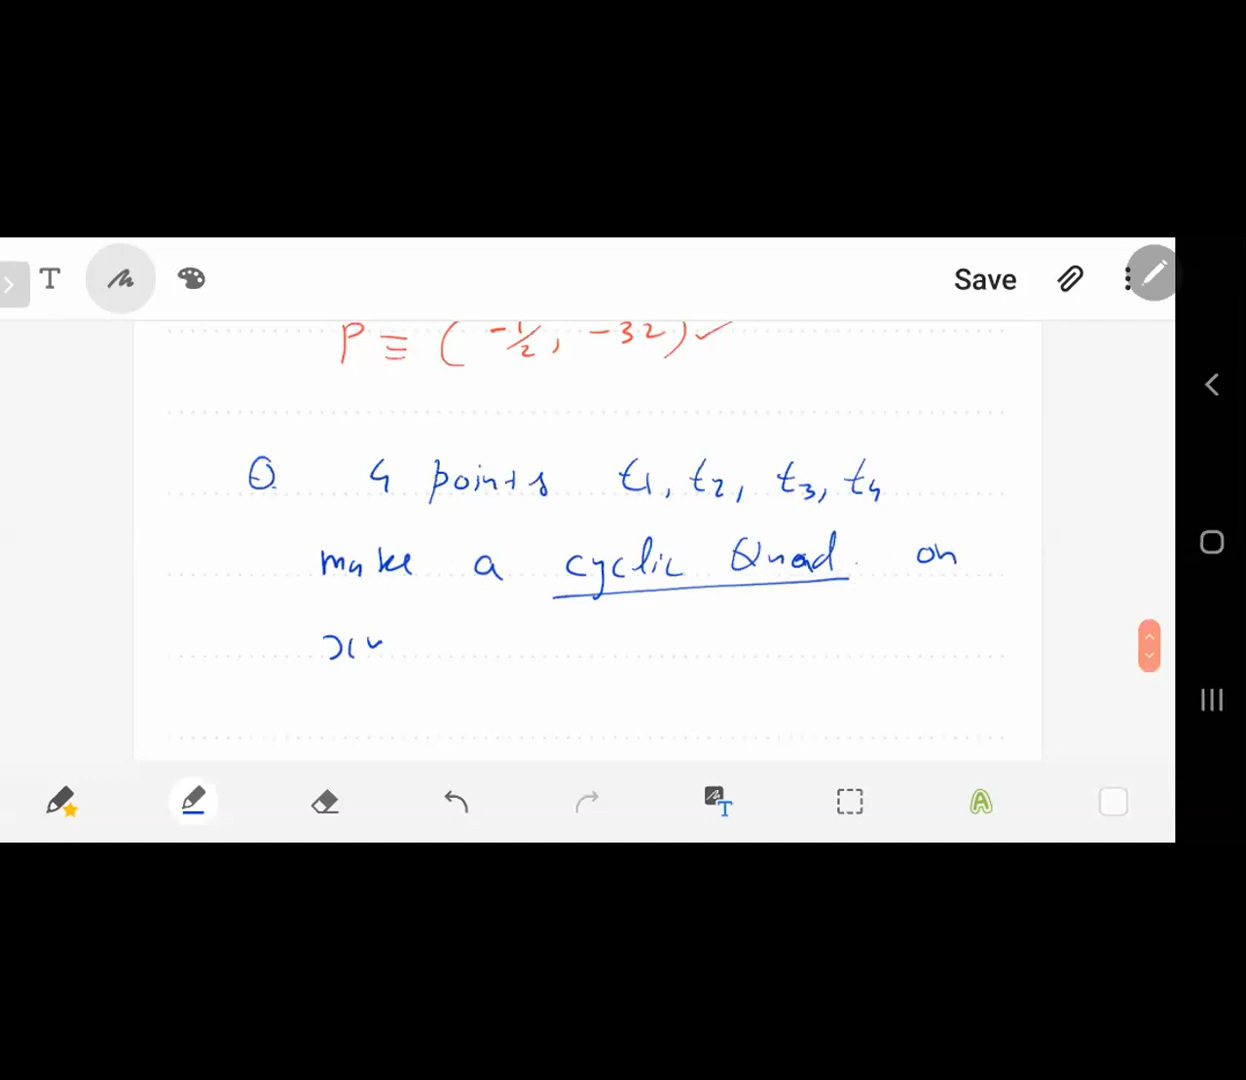 T Save
P ≡ (-1/2, -32) ✓
Q. 4 points t1, t2, t3, t4
make a cyclic Quad. on
x